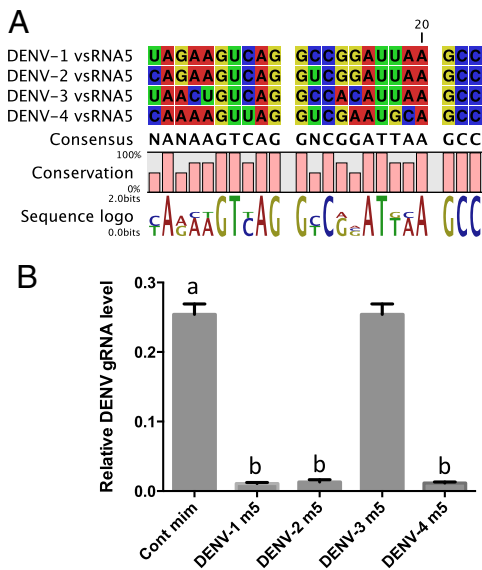 A
20
DENV-1 vsRNA5 UAGAAGUCAG GCCGGAUUAA GCC
DENV-2 vsRNA5 CAGAAGUCAG GUCGGAUUAA GCC
DENV-3 vsRNA5 UAACUGUCAG GCCACAUUAA GCC
DENV-4 vsRNA5 CAAAAGUUAG GUCGAAUGCA GCC
Consensus NANAAGTCAG GNCGGATTAA GCC
100%
Conservation
0%
2.0bits
Sequence logo
0.0bits
B
Relative DENV gRNA level
0.3
0.2
0.1
0.0
a
b
b
b
Cont mim
DENV-1 m5
DENV-2 m5
DENV-3 m5
DENV-4 m5